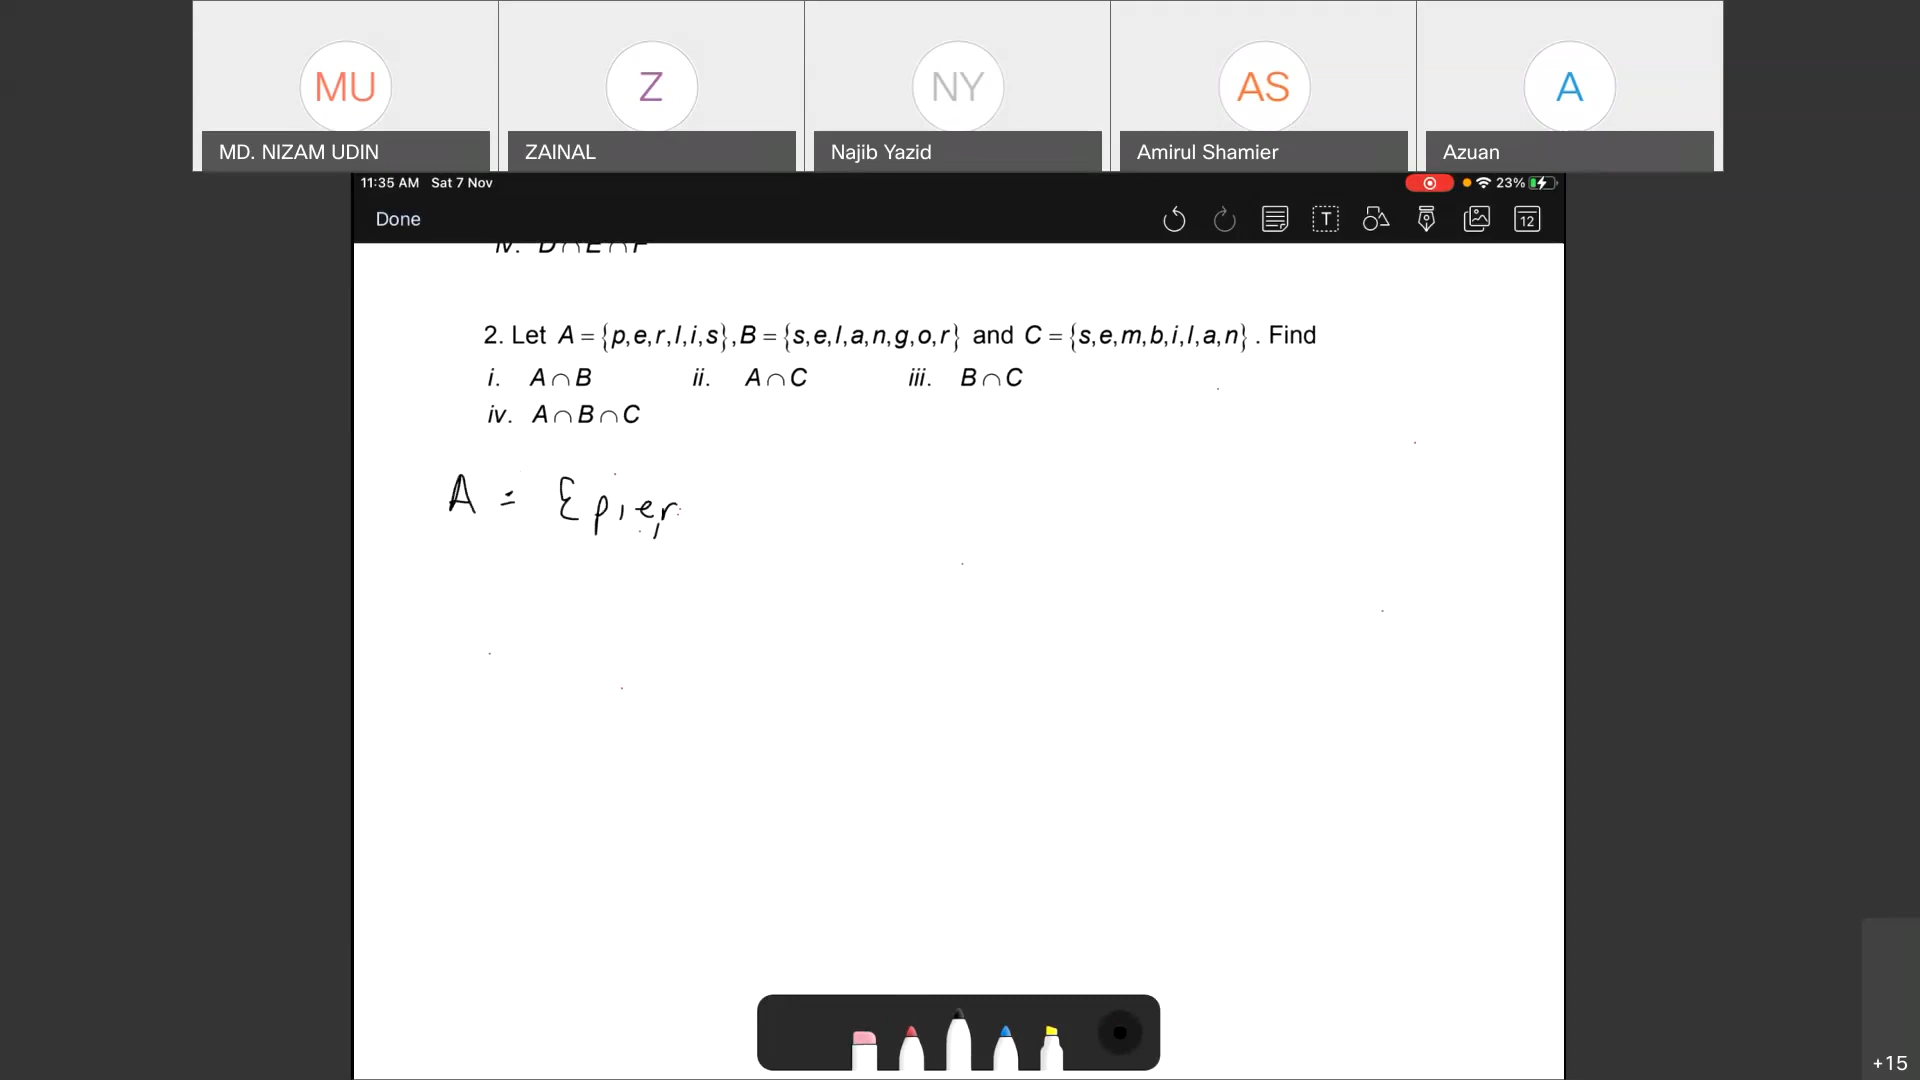 MU Z NY AS A
MD. NIZAM UDIN ZAINAL Najib Yazid Amirul Shamier Azuan
11:35 AM Sat 7 Nov 23%
Done T 12
iv. D∩E∩F
2. Let A = {p,e,r,l,i,s}, B = {s,e,l,a,n,g,o,r} and C = {s,e,m,b,i,l,a,n}. Find
i. A∩B ii. A∩C iii. B∩C
iv. A∩B∩C
A = {p,e,r
+15